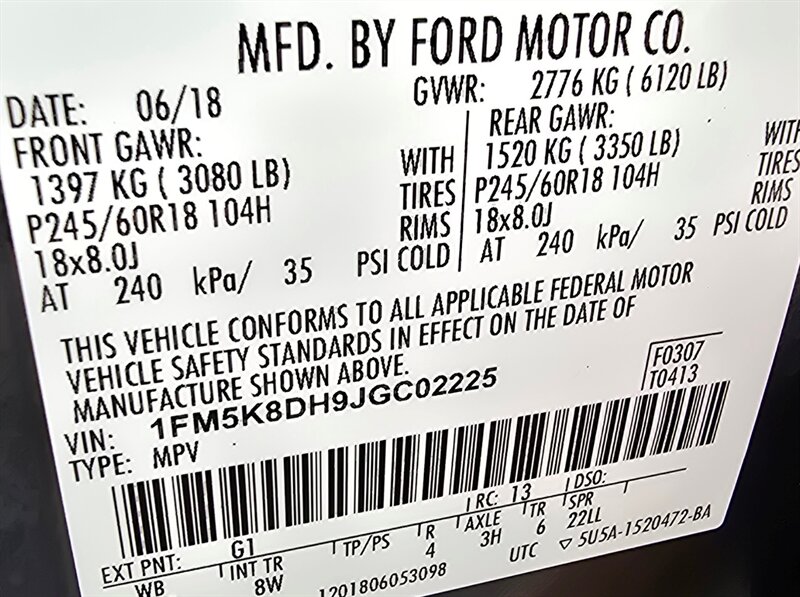 MFD. BY FORD MOTOR CO.
DATE: 06/18 GVWR: 2776 KG ( 6120 LB)
FRONT GAWR: REAR GAWR:
1397 KG ( 3080 LB) WITH 1520 KG ( 3350 LB) WITH
P245/60R18 104H TIRES P245/60R18 104H TIRES
18x8.0J RIMS 18x8.0J RIMS
AT 240 kPa/ 35 PSI COLD AT 240 kPa/ 35 PSI COLD
THIS VEHICLE CONFORMS TO ALL APPLICABLE FEDERAL MOTOR
VEHICLE SAFETY STANDARDS IN EFFECT ON THE DATE OF
MANUFACTURE SHOWN ABOVE.
F0307
VIN: 1FM5K8DH9JGC02225 T0413
TYPE: MPV
RC: 13 DSO:
EXT PNT: G1 TP/PS R AXLE TR SPR
4 3H 6 22LL
WB INT TR
8W
UTC ▽ 5U5A-1520472-BA
1201806053098